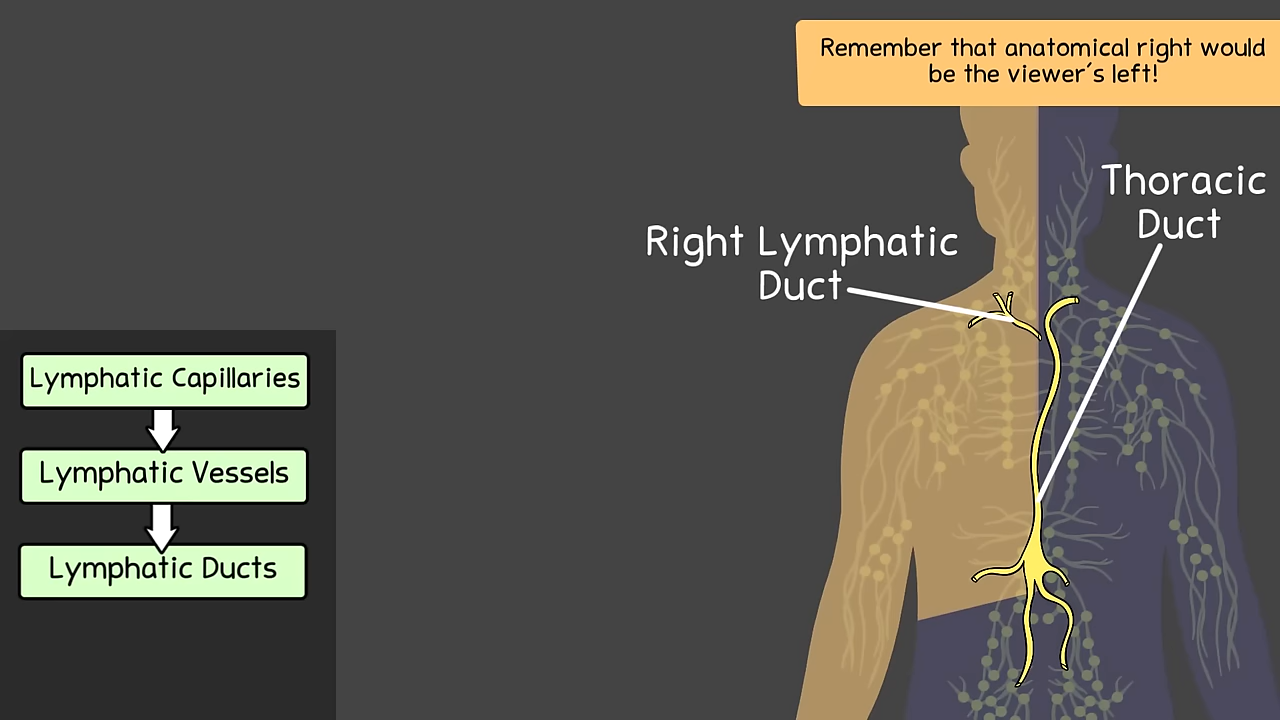 Remember that anatomical right would
be the viewer's left!
Thoracic
Duct
Right Lymphatic
Duct
Lymphatic Capillaries
Lymphatic Vessels
Lymphatic Ducts